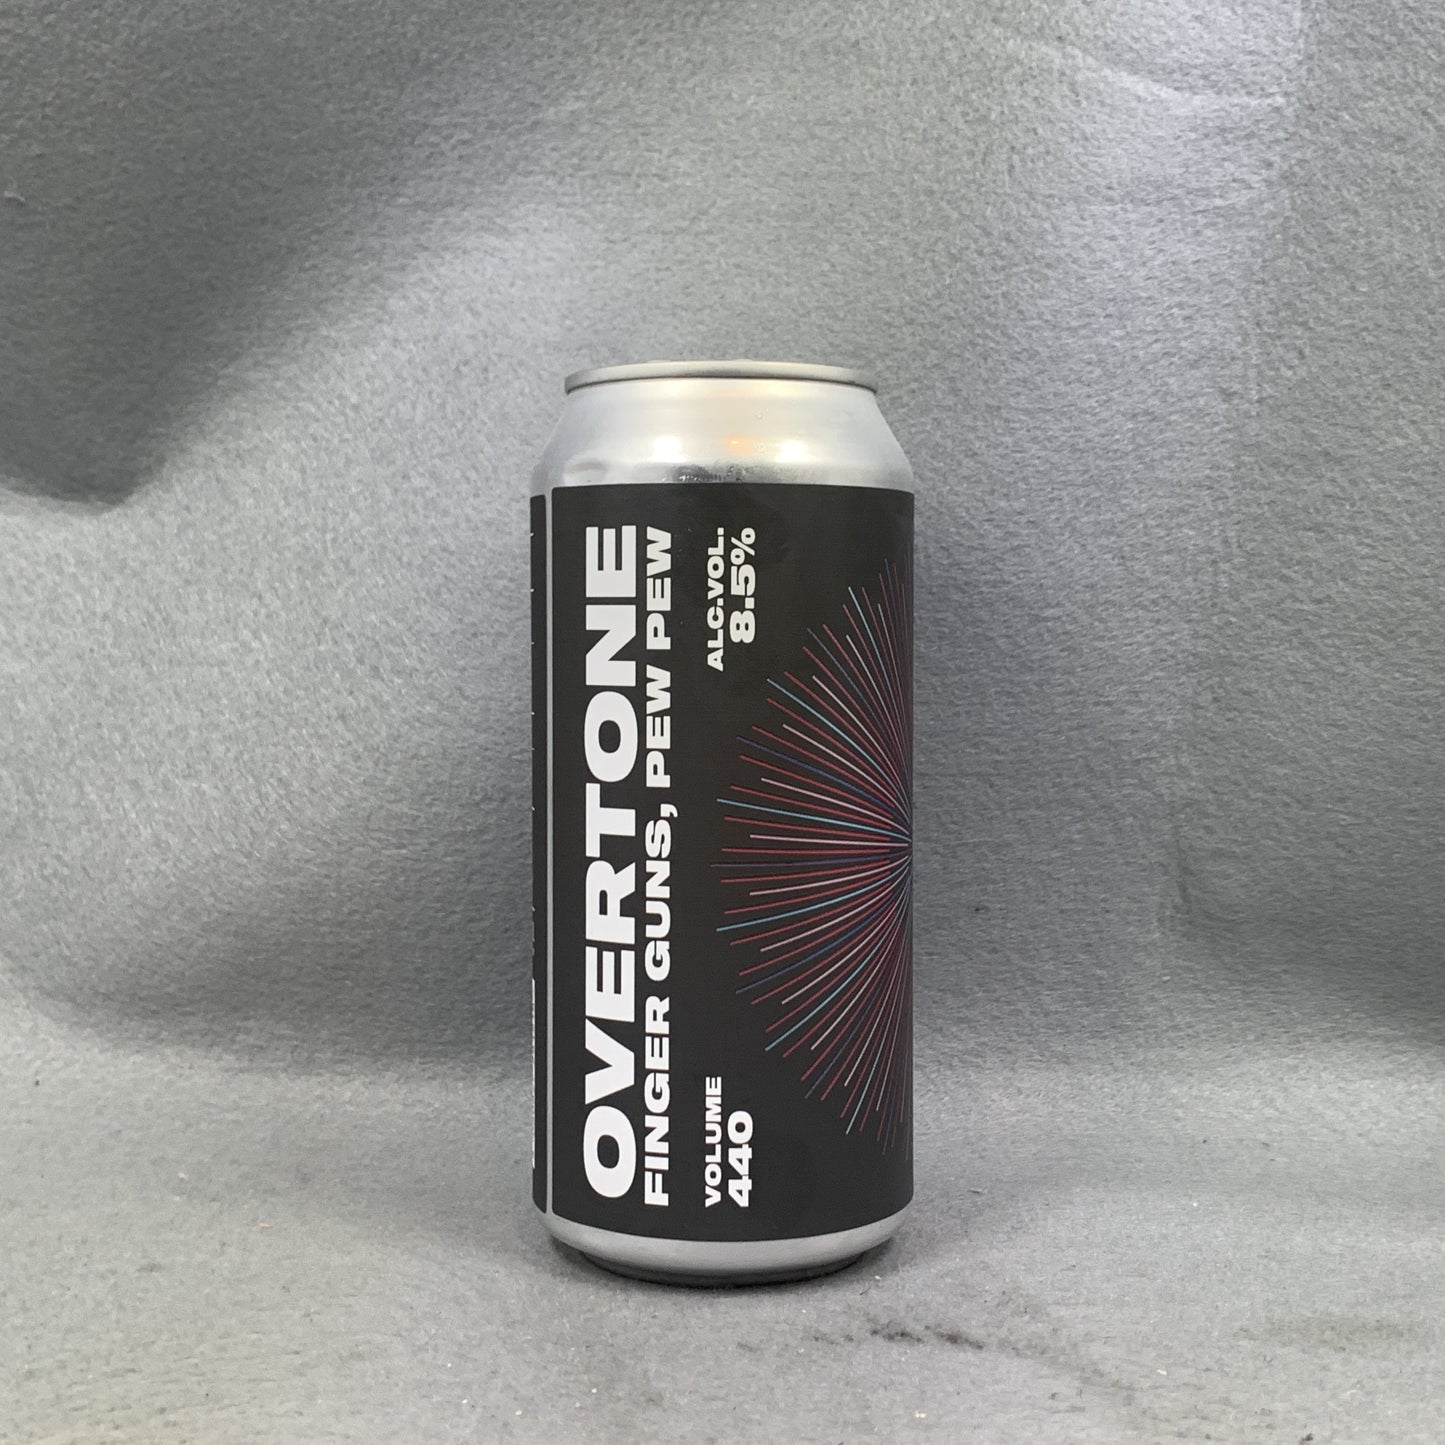 OVERTONE
FINGER GUNS, PEW PEW
VOLUME
440
ALC.VOL.
8.5%